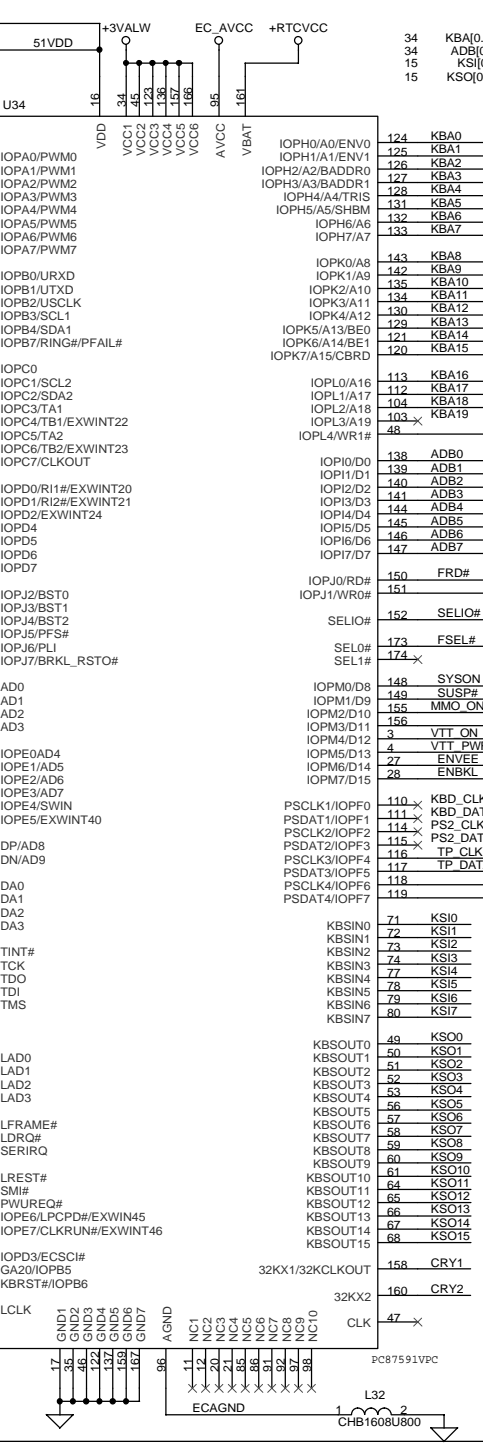 +3VALW EC_AVCC +RTCVCC
34 KBA[0.
34 ADB[0
15 KSI[0
15 KSO[0
51VDD
U34
16 34 45 123 136 157 166 95 161
VDD VCC1 VCC2 VCC3 VCC4 VCC5 VCC6 AVCC VBAT
IOPA0/PWM0
IOPA1/PWM1
IOPA2/PWM2
IOPA3/PWM3
IOPA4/PWM4
IOPA5/PWM5
IOPA6/PWM6
IOPA7/PWM7
IOPB0/URXD
IOPB1/UTXD
IOPB2/USCLK
IOPB3/SCL1
IOPB4/SDA1
IOPB7/RING#/PFAIL#
IOPC0
IOPC1/SCL2
IOPC2/SDA2
IOPC3/TA1
IOPC4/TB1/EXWINT22
IOPC5/TA2
IOPC6/TB2/EXWINT23
IOPC7/CLKOUT
IOPD0/RI1#/EXWINT20
IOPD1/RI2#/EXWINT21
IOPD2/EXWINT24
IOPD4
IOPD5
IOPD6
IOPD7
IOPJ2/BST0
IOPJ3/BST1
IOPJ4/BST2
IOPJ5/PFS#
IOPJ6/PLI
IOPJ7/BRKL_RSTO#
AD0
AD1
AD2
AD3
IOPE0AD4
IOPE1/AD5
IOPE2/AD6
IOPE3/AD7
IOPE4/SWIN
IOPE5/EXWINT40
DP/AD8
DN/AD9
DA0
DA1
DA2
DA3
TINT#
TCK
TDO
TDI
TMS
LAD0
LAD1
LAD2
LAD3
LFRAME#
LDRQ#
SERIRQ
LREST#
SMI#
PWUREQ#
IOPE6/LPCPD#/EXWIN45
IOPE7/CLKRUN#/EXWINT46
IOPD3/ECSCI#
GA20/IOPB5
KBRST#/IOPB6
LCLK
IOPH0/A0/ENV0 124 KBA0
IOPH1/A1/ENV1 125 KBA1
IOPH2/A2/BADDR0 126 KBA2
IOPH3/A3/BADDR1 127 KBA3
IOPH4/A4/TRIS 128 KBA4
IOPH5/A5/SHBM 131 KBA5
IOPH6/A6 132 KBA6
IOPH7/A7 133 KBA7
IOPK0/A8 143 KBA8
IOPK1/A9 142 KBA9
IOPK2/A10 135 KBA10
IOPK3/A11 134 KBA11
IOPK4/A12 130 KBA12
IOPK5/A13/BE0 129 KBA13
IOPK6/A14/BE1 121 KBA14
IOPK7/A15/CBRD 120 KBA15
IOPL0/A16 113 KBA16
IOPL1/A17 112 KBA17
IOPL2/A18 104 KBA18
IOPL3/A19 103 KBA19
IOPL4/WR1# 48
IOPI0/D0 138 ADB0
IOPI1/D1 139 ADB1
IOPI2/D2 140 ADB2
IOPI3/D3 141 ADB3
IOPI4/D4 144 ADB4
IOPI5/D5 145 ADB5
IOPI6/D6 146 ADB6
IOPI7/D7 147 ADB7
IOPJ0/RD# 150 FRD#
IOPJ1/WR0# 151
SELIO# 152 SELIO#
SEL0# 173 FSEL#
SEL1# 174
IOPM0/D8 148 SYSON
IOPM1/D9 149 SUSP#
IOPM2/D10 155 MMO_ON
IOPM3/D11 156
IOPM4/D12 3 VTT_ON
IOPM5/D13 4 VTT_PWR
IOPM6/D14 27 ENVEE
IOPM7/D15 28 ENBKL
PSCLK1/IOPF0 110 KBD_CLK
PSDAT1/IOPF1 111 KBD_DAT
PSCLK2/IOPF2 114 PS2_CLK
PSDAT2/IOPF3 115 PS2_DAT
PSCLK3/IOPF4 116 TP_CLK
PSDAT3/IOPF5 117 TP_DAT
PSCLK4/IOPF6 118
PSDAT4/IOPF7 119
KBSIN0 71 KSI0
KBSIN1 72 KSI1
KBSIN2 73 KSI2
KBSIN3 74 KSI3
KBSIN4 77 KSI4
KBSIN5 78 KSI5
KBSIN6 79 KSI6
KBSIN7 80 KSI7
KBSOUT0 49 KSO0
KBSOUT1 50 KSO1
KBSOUT2 51 KSO2
KBSOUT3 52 KSO3
KBSOUT4 53 KSO4
KBSOUT5 56 KSO5
KBSOUT6 57 KSO6
KBSOUT7 58 KSO7
KBSOUT8 59 KSO8
KBSOUT9 60 KSO9
KBSOUT10 61 KSO10
KBSOUT11 64 KSO11
KBSOUT12 65 KSO12
KBSOUT13 66 KSO13
KBSOUT14 67 KSO14
KBSOUT15 68 KSO15
32KX1/32KCLKOUT 158 CRY1
32KX2 160 CRY2
CLK 47
GND1 GND2 GND3 GND4 GND5 GND6 GND7 AGND NC1 NC2 NC3 NC4 NC5 NC6 NC7 NC8 NC9 NC10
17 35 46 122 137 159 167 96 11 12 20 21 85 86 91 92 97 98
PC87591VPC
ECAGND
L32
1 2
CHB1608U800